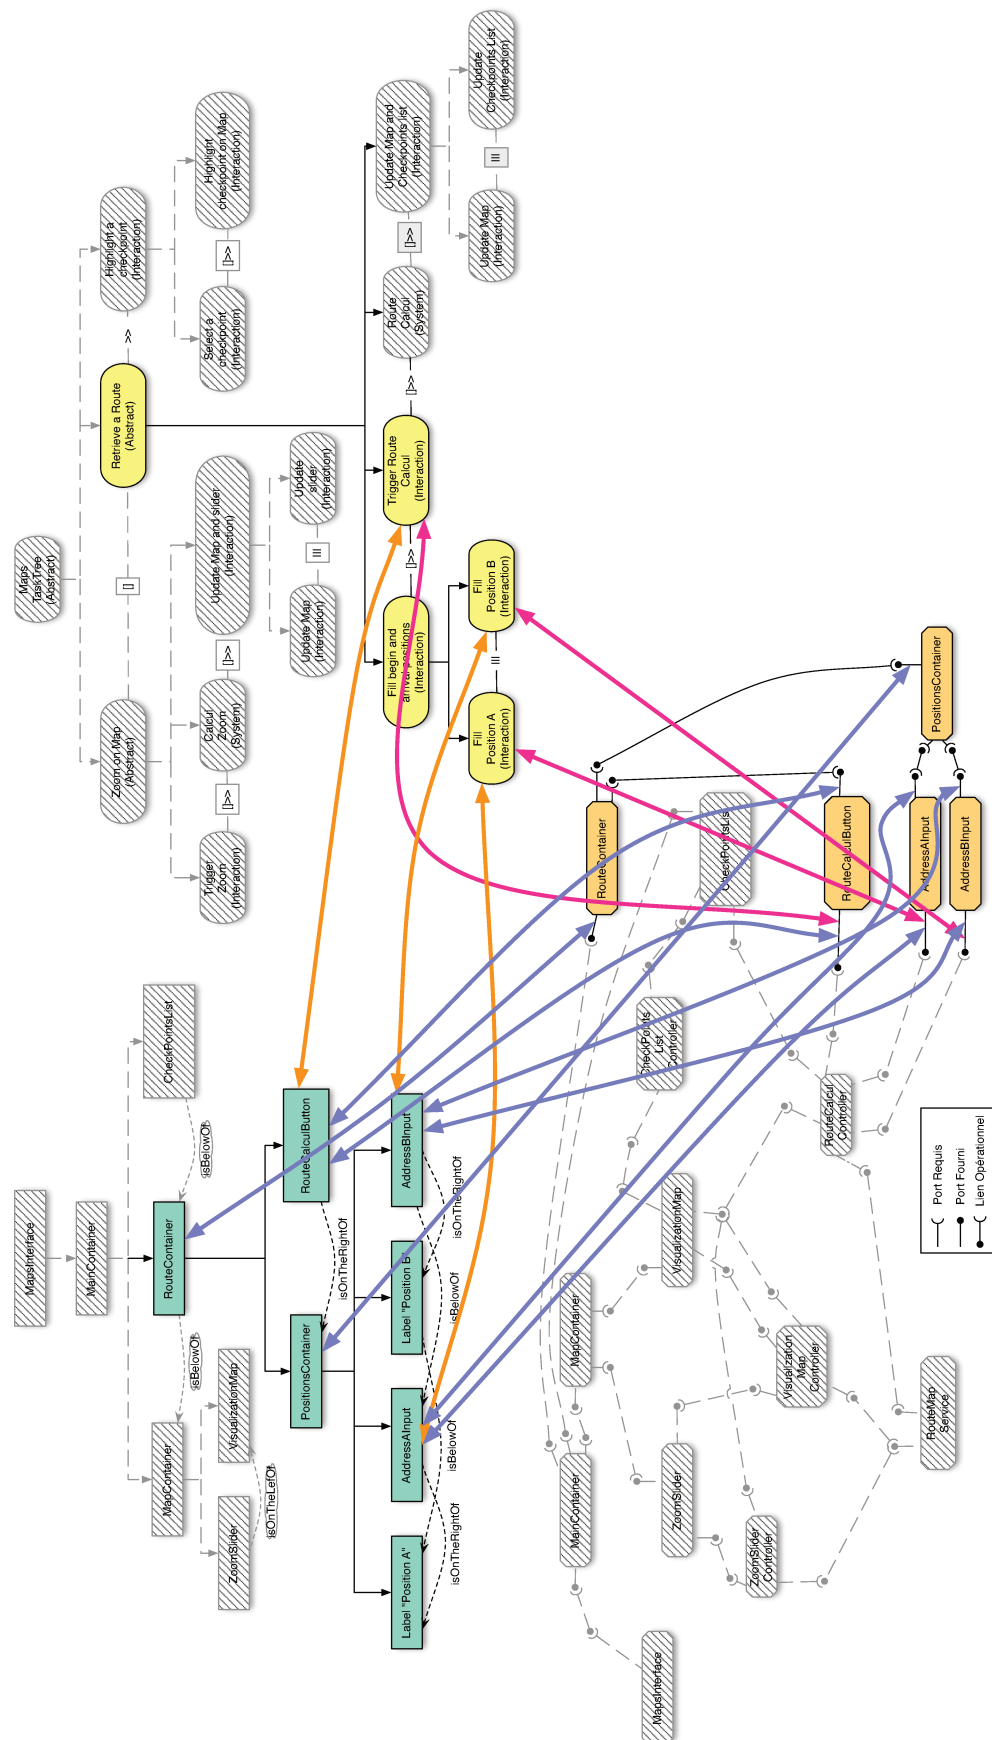 Maps
TaskTree
(Abstract)
Zoom on Map
(Abstract)
[]
Retrieve a Route
(Abstract)
>>
Highlight a
checkpoint
(Interaction)
Trigger
Zoom
(Interaction)
[]>>
Calcul
Zoom
(System)
[]>>
Update Map and slider
(Interaction)
Update Map
(Interaction)
|||
Update
slider
(Interaction)
Select a
checkpoint
(Interaction)
[]>>
Highlight
checkpoint on Map
(Interaction)
Fill begin and
arrival positions
(Interaction)
[]>>
Trigger Route
Calcul
(Interaction)
[]>>
Route
Calcul
(System)
[]>>
Update Map and
Checkpoints list
(Interaction)
Fill
Position A
(Interaction)
|||
Fill
Position B
(Interaction)
Update Map
(Interaction)
|||
Update
Checkpoints List
(Interaction)
MapsInterface
MainContainer
MapContainer
isBelowOf
RouteContainer
isBelowOf
CheckPointsList
ZoomSlider
isOnTheLefOf
VisualizationMap
PositionsContainer
isOnTheRightOf
RouteCalculButton
Label "Position A"
AddressAInput
Label "Position B"
AddressBInput
isOnTheRightOf
isBelowOf
isBelowOf
isOnTheRightOf
MapsInterface
MainContainer
MapContainer
RouteContainer
ZoomSlider
VisualizationMap
CheckPoints
List
Controller
CheckPointsList
ZoomSlider
Controller
Visualization
Map
Controller
RouteCalcul
Controller
RouteCalculButton
RouteMap
Service
AddressAInput
AddressBInput
PositionsContainer
Port Requis
Port Fourni
Lien Opérationnel